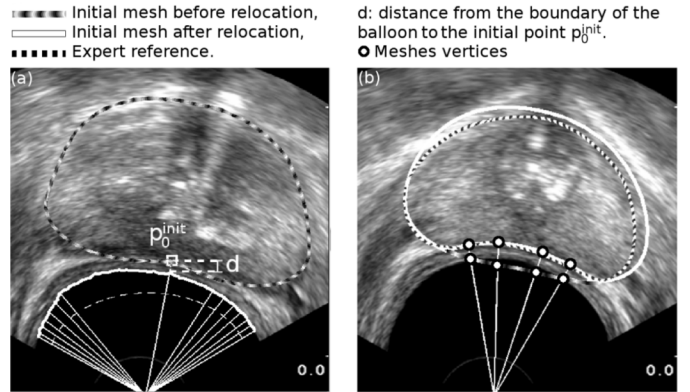 Initial mesh before relocation,
Initial mesh after relocation,
Expert reference.
d: distance from the boundary of the
balloon to the initial point p₀ⁱⁿⁱᵗ.
Meshes vertices
(a)
p₀ⁱⁿⁱᵗ
d
0.0
(b)
0.0